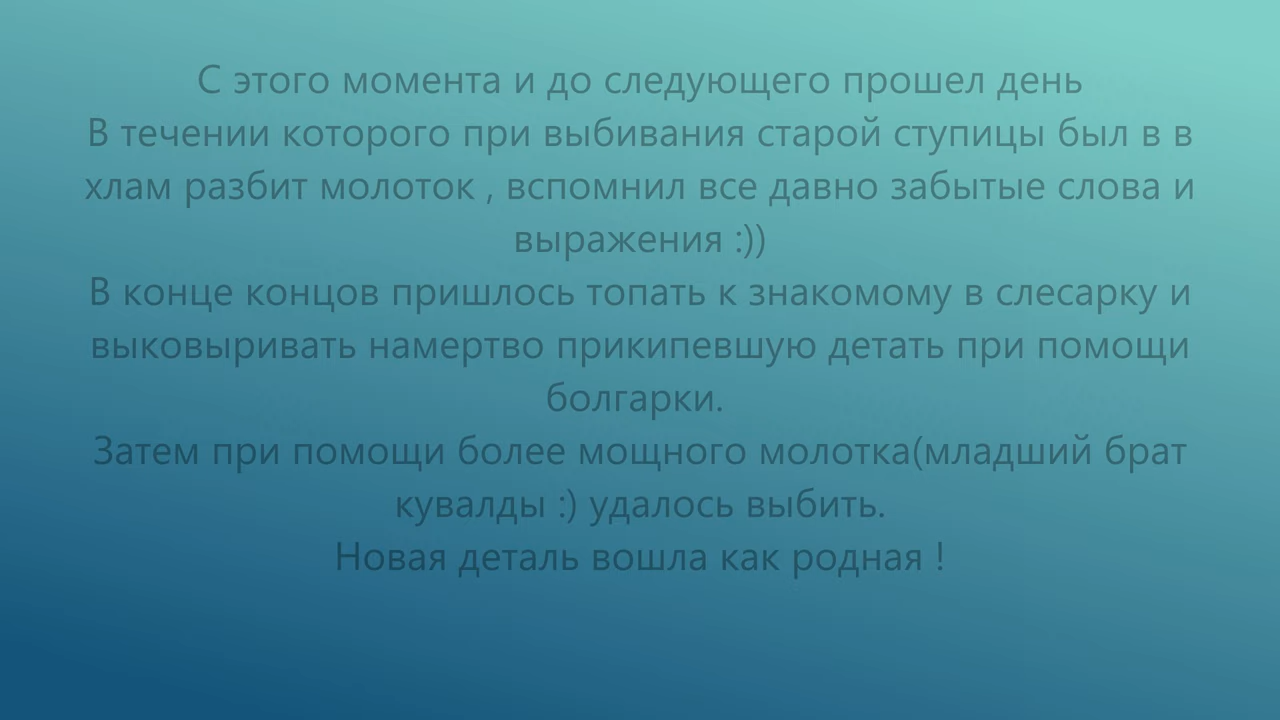 С этого момента и до следующего прошел день
В течении которого при выбивания старой ступицы был в в
хлам разбит молоток , вспомнил все давно забытые слова и
выражения :))
В конце концов пришлось топать к знакомому в слесарку и
выковыривать намертво прикипевшую детать при помощи
болгарки.
Затем при помощи более мощного молотка(младший брат
кувалды :) удалось выбить.
Новая деталь вошла как родная !